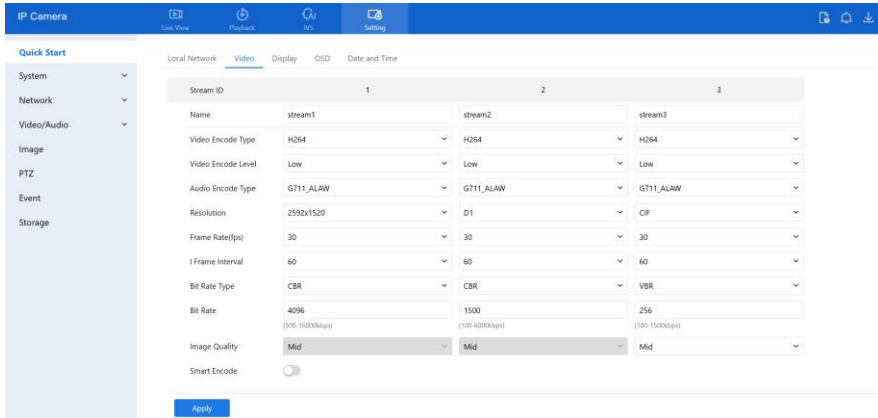 IP Camera
Live View Playback IVS Setting
Quick Start
System
Network
Video/Audio
Image
PTZ
Event
Storage
Local Network Video Display OSD Date and Time
Stream ID 1 2 3
Name stream1 stream2 stream3
Video Encode Type H264 H264 H264
Video Encode Level Low Low Low
Audio Encode Type G711_ALAW G711_ALAW G711_ALAW
Resolution 2592x1520 D1 CIF
Frame Rate(fps) 30 30 30
I Frame Interval 60 60 60
Bit Rate Type CBR CBR VBR
Bit Rate 4096 1500 256
(500-16000kbps) (100-6000kbps) (100-1500kbps)
Image Quality Mid Mid Mid
Smart Encode
Apply